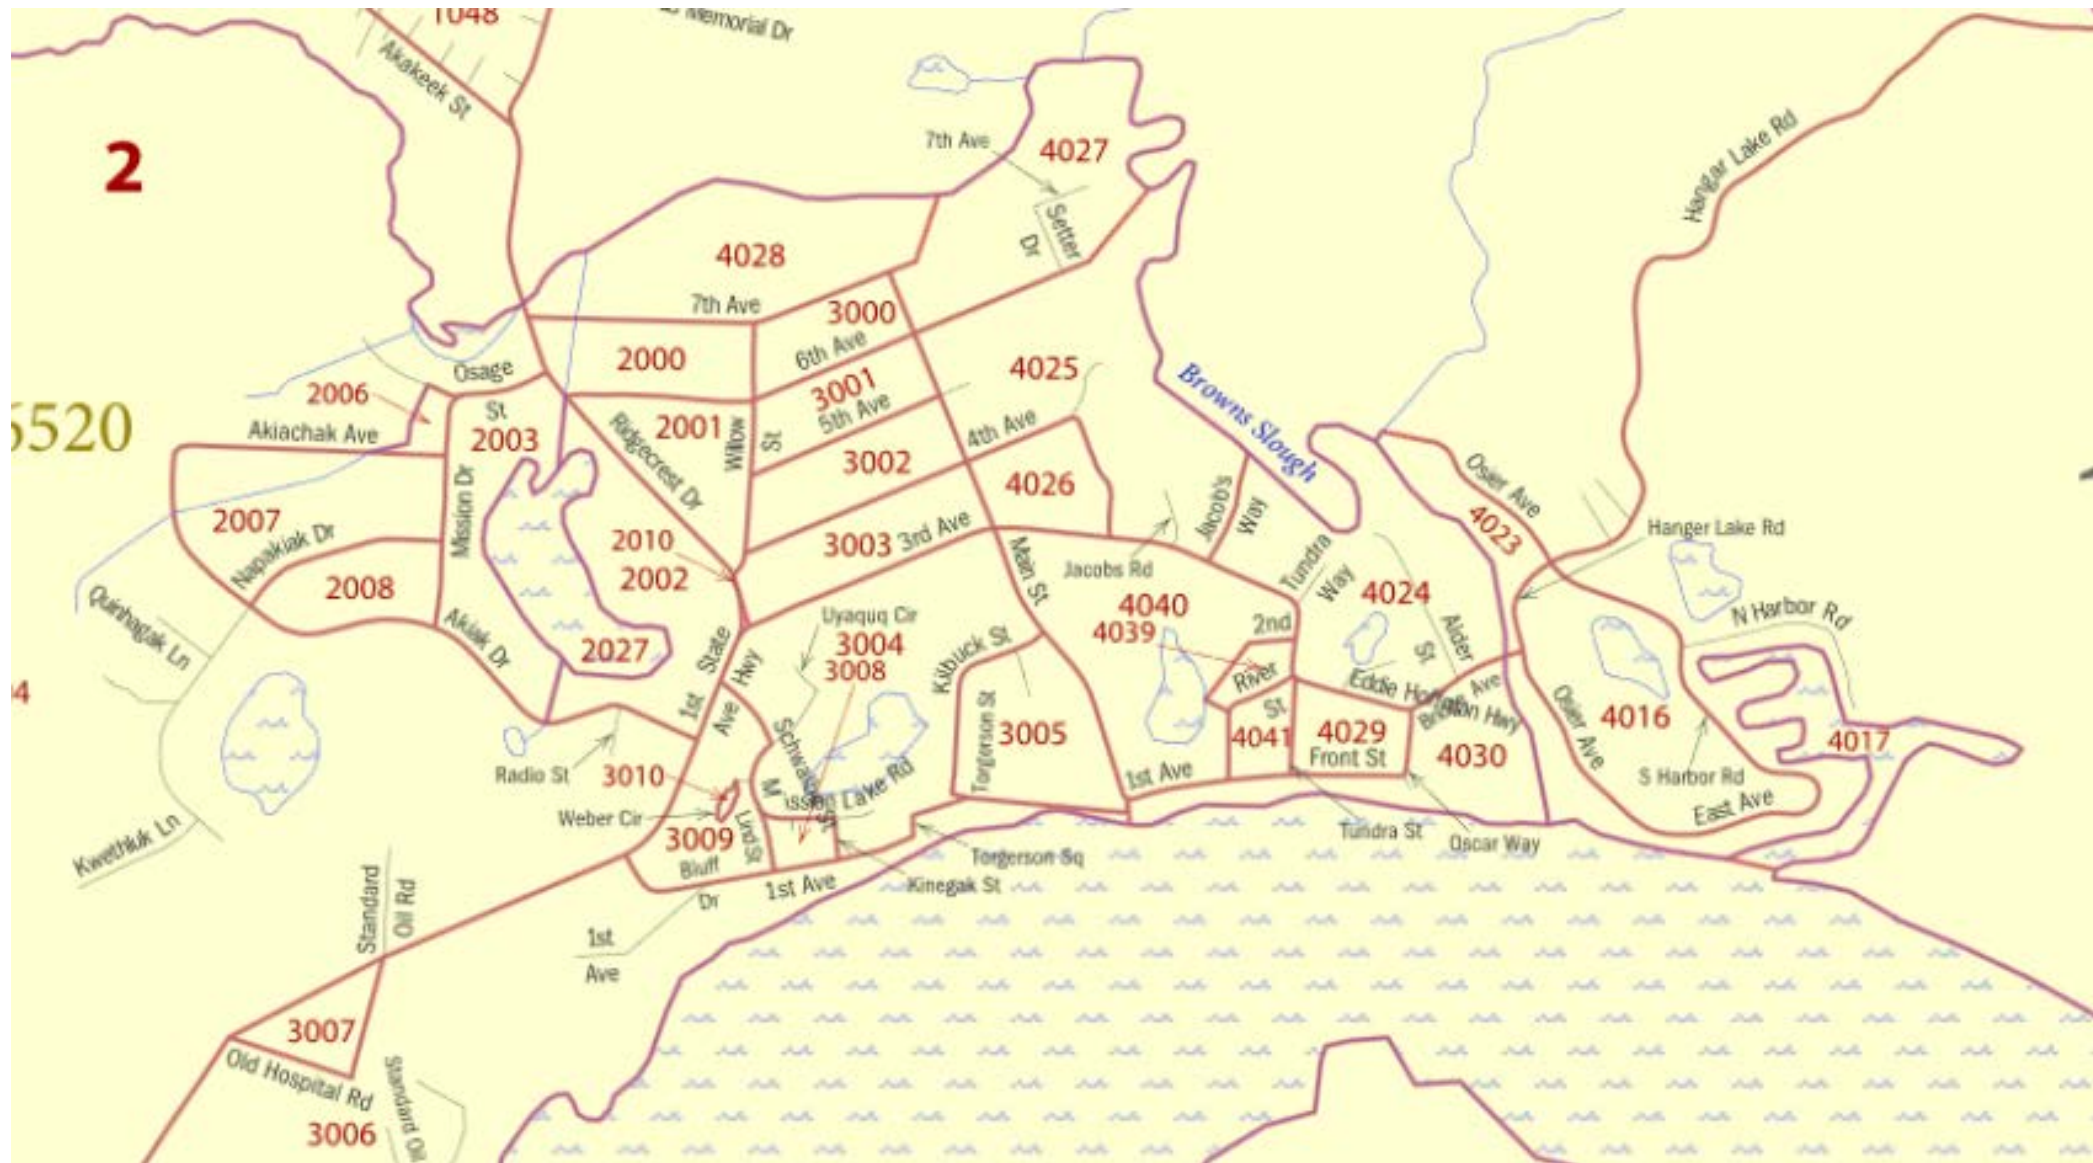 1048
Memorial Dr
Akakeek St
2
7th Ave
4027
Setter
Dr
Hangar Lake Rd
4028
7th Ave
3000
6th Ave
2000
Osage
St
2006
Akiachak Ave
2003
Ridgecrest Dr
2001
Willow
St
3001
5th Ave
4025
4th Ave
Browns Slough
6520
3002
4026
Jacob's
Way
Osier Ave
4023
Hanger Lake Rd
2007
Napakiak Dr
Mission Dr
2010
2002
3003
3rd Ave
Main St
Jacobs Rd
Tundra
Way
4024
2008
Quinhagak Ln
Akiak Dr
2027
State
Hwy
Uyaquq Cir
3004
3008
Kilbuck St
4040
4039
2nd
River
St
Alder
St
N Harbor Rd
4
1st
Ave
Schwalbe St
Torgerson St
3005
4041
Eddie Hoffman Hwy
Ave
4029
Front St
4030
Osier Ave
4016
4017
S Harbor Rd
East Ave
Radio St
3010
Weber Cir
Mission Lake Rd
1st Ave
Kwethluk Ln
3009
Lind St
Bluff
Dr
1st Ave
Torgerson Sq
Kinegak St
Tundra St
Oscar Way
Standard
Oil Rd
1st
Ave
3007
Old Hospital Rd
Standard Oil
3006